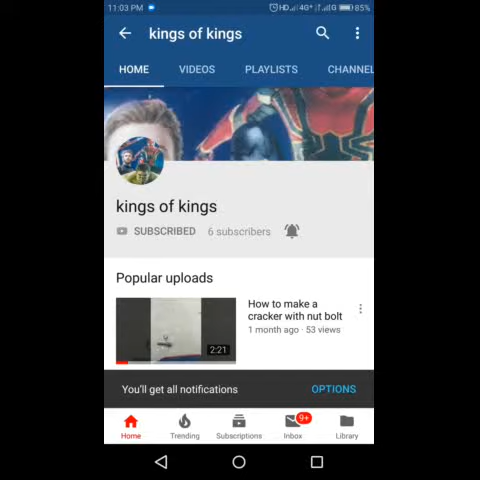 11:03 PM HD 4G+ G 85%
kings of kings
HOME VIDEOS PLAYLISTS CHANNEL
kings of kings
SUBSCRIBED 6 subscribers
Popular uploads
How to make a
cracker with nut bolt
1 month ago · 53 views
2:21
You'll get all notifications OPTIONS
9+
Home Trending Subscriptions Inbox Library